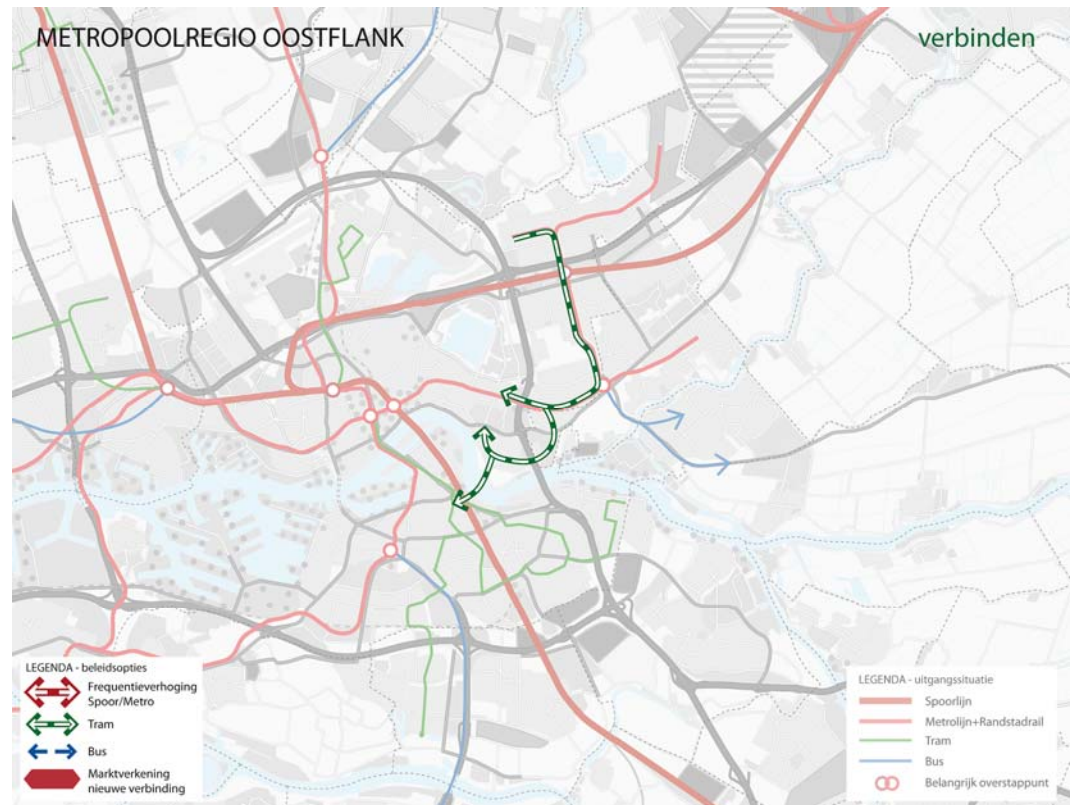 METROPOOLREGIO OOSTFLANK
verbinden
LEGENDA - beleidsopties
Frequentieverhoging
Spoor/Metro
Tram
Bus
Marktverkening
nieuwe verbinding
LEGENDA - uitgangssituatie
Spoorlijn
Metrolijn+Randstadrail
Tram
Bus
Belangrijk overstappunt